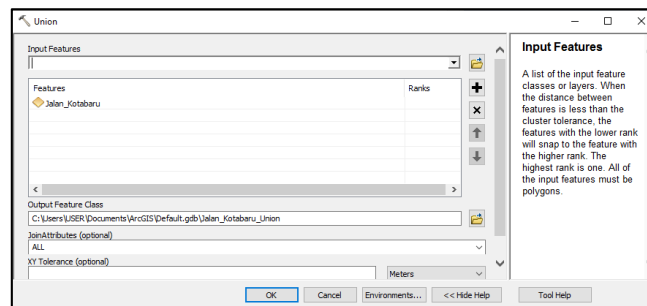 Union
Input Features
Features
Ranks
Jalan_Kotabaru
Output Feature Class
C:\Users\USER\Documents\ArcGIS\Default.gdb\Jalan_Kotabaru_Union
JoinAttributes (optional)
ALL
XY Tolerance (optional)
Meters
OK
Cancel
Environments...
<< Hide Help
Tool Help
Input Features
A list of the input feature
classes or layers. When
the distance between
features is less than the
cluster tolerance, the
features with the lower rank
will snap to the feature with
the higher rank. The
highest rank is one. All of
the input features must be
polygons.